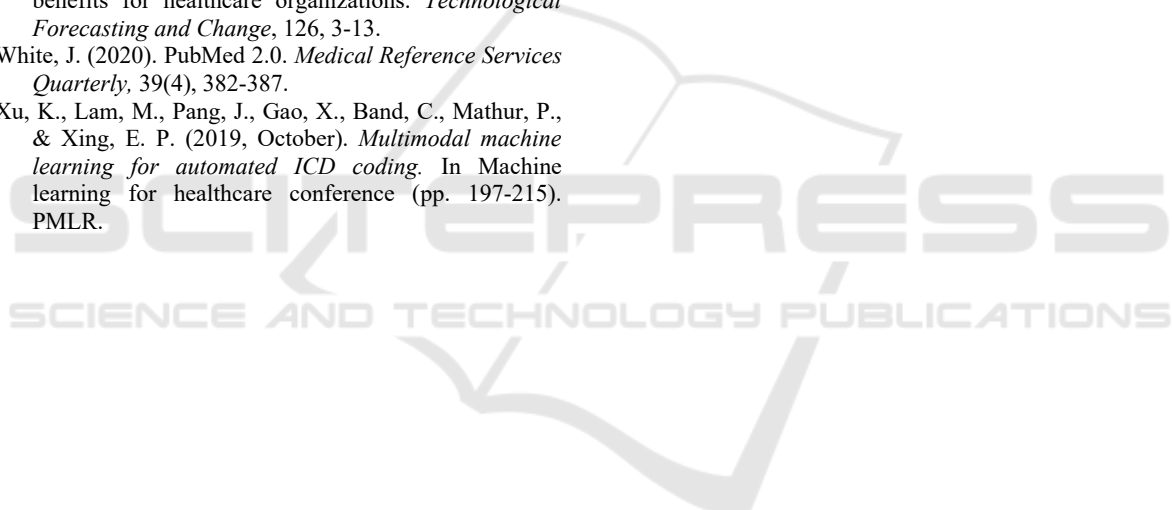 benefits for healthcare organizations. Technological
Forecasting and Change, 126, 3-13.
White, J. (2020). PubMed 2.0. Medical Reference Services
Quarterly, 39(4), 382-387.
Xu, K., Lam, M., Pang, J., Gao, X., Band, C., Mathur, P.,
& Xing, E. P. (2019, October). Multimodal machine
learning for automated ICD coding. In Machine
learning for healthcare conference (pp. 197-215).
PMLR.
SCITEPRESS
SCIENCE AND TECHNOLOGY PUBLICATIONS